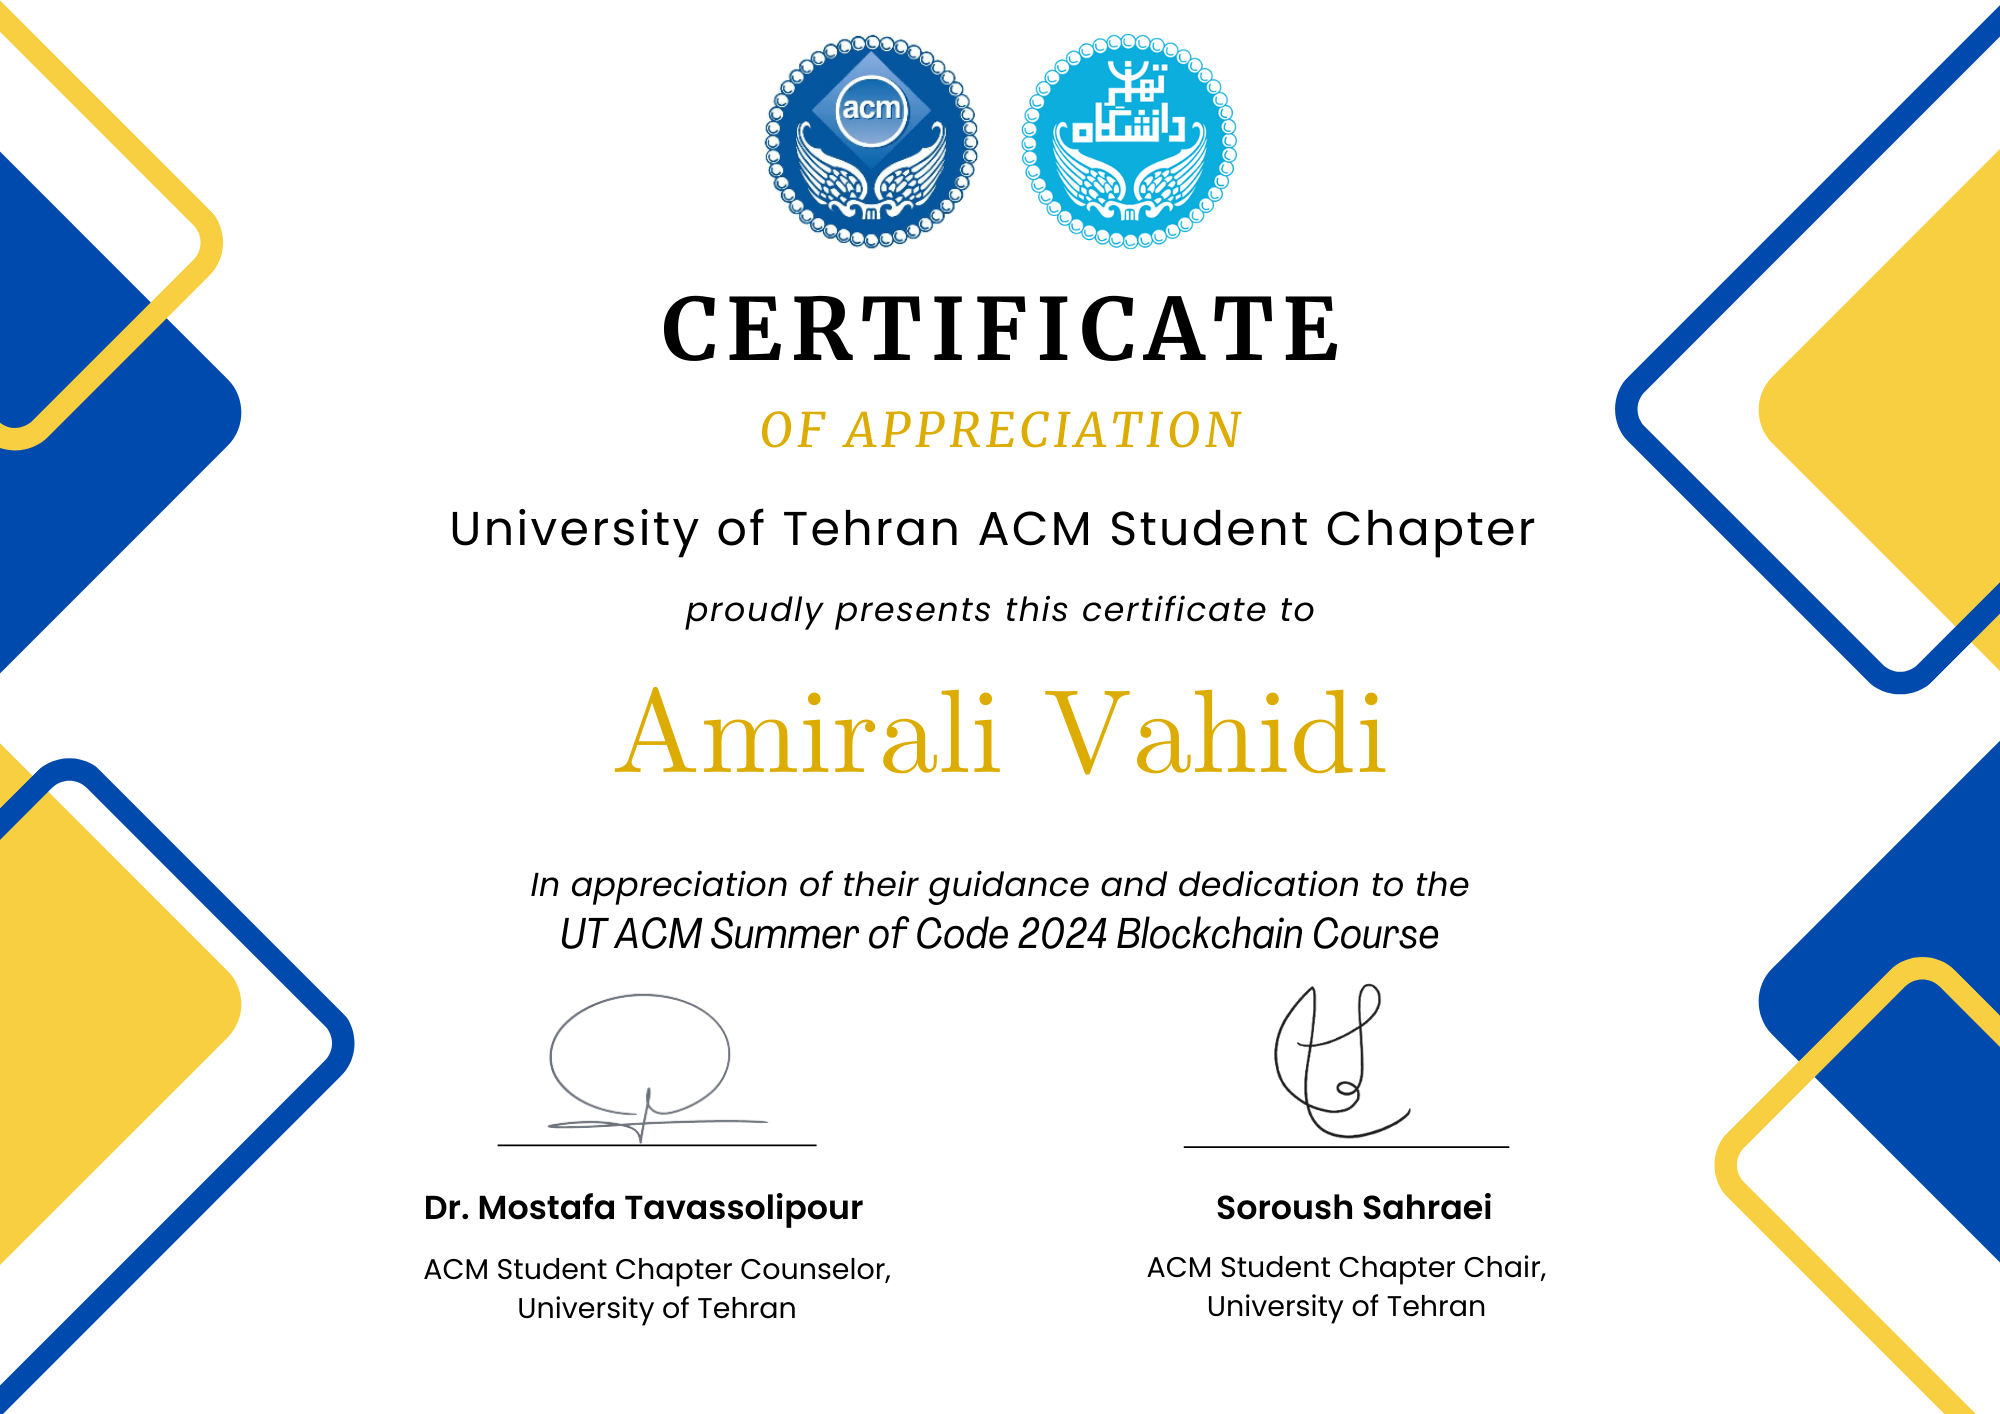 acm
تهران
دانشگاه
CERTIFICATE
OF APPRECIATION
University of Tehran ACM Student Chapter
proudly presents this certificate to
Amirali Vahidi
In appreciation of their guidance and dedication to the
UT ACM Summer of Code 2024 Blockchain Course
Dr. Mostafa Tavassolipour
ACM Student Chapter Counselor,
University of Tehran
Soroush Sahraei
ACM Student Chapter Chair,
University of Tehran